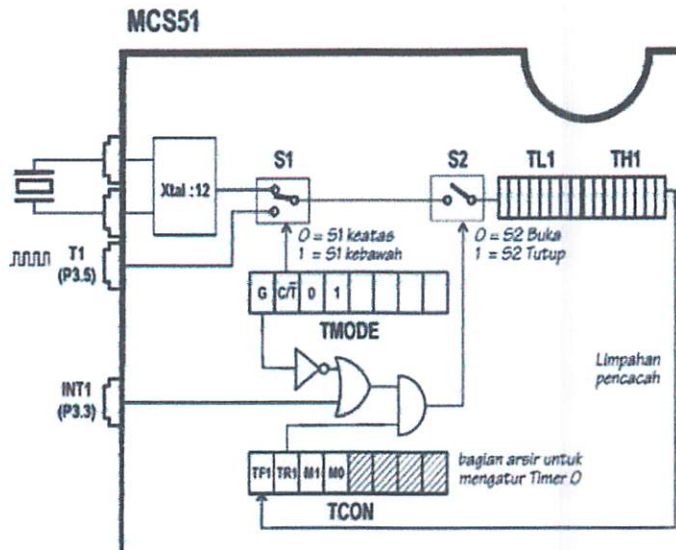 MCS51
S1
S2
TL1
TH1
Xtal :12
T1
(P3.5)
0 = S1 keatas
1 = S1 kebawah
0 = S2 Buka
1 = S2 Tutup
G C/T̅ 0 1
TMODE
INT1
(P3.3)
Limpahan
pencacah
TF1 TR1 M1 M0
TCON
bagian arsir untuk
mengatur Timer 0